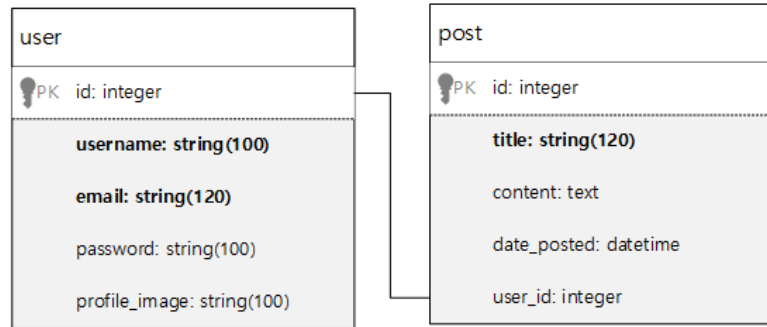 user
PK id: integer
username: string(100)
email: string(120)
password: string(100)
profile_image: string(100)
post
PK id: integer
title: string(120)
content: text
date_posted: datetime
user_id: integer